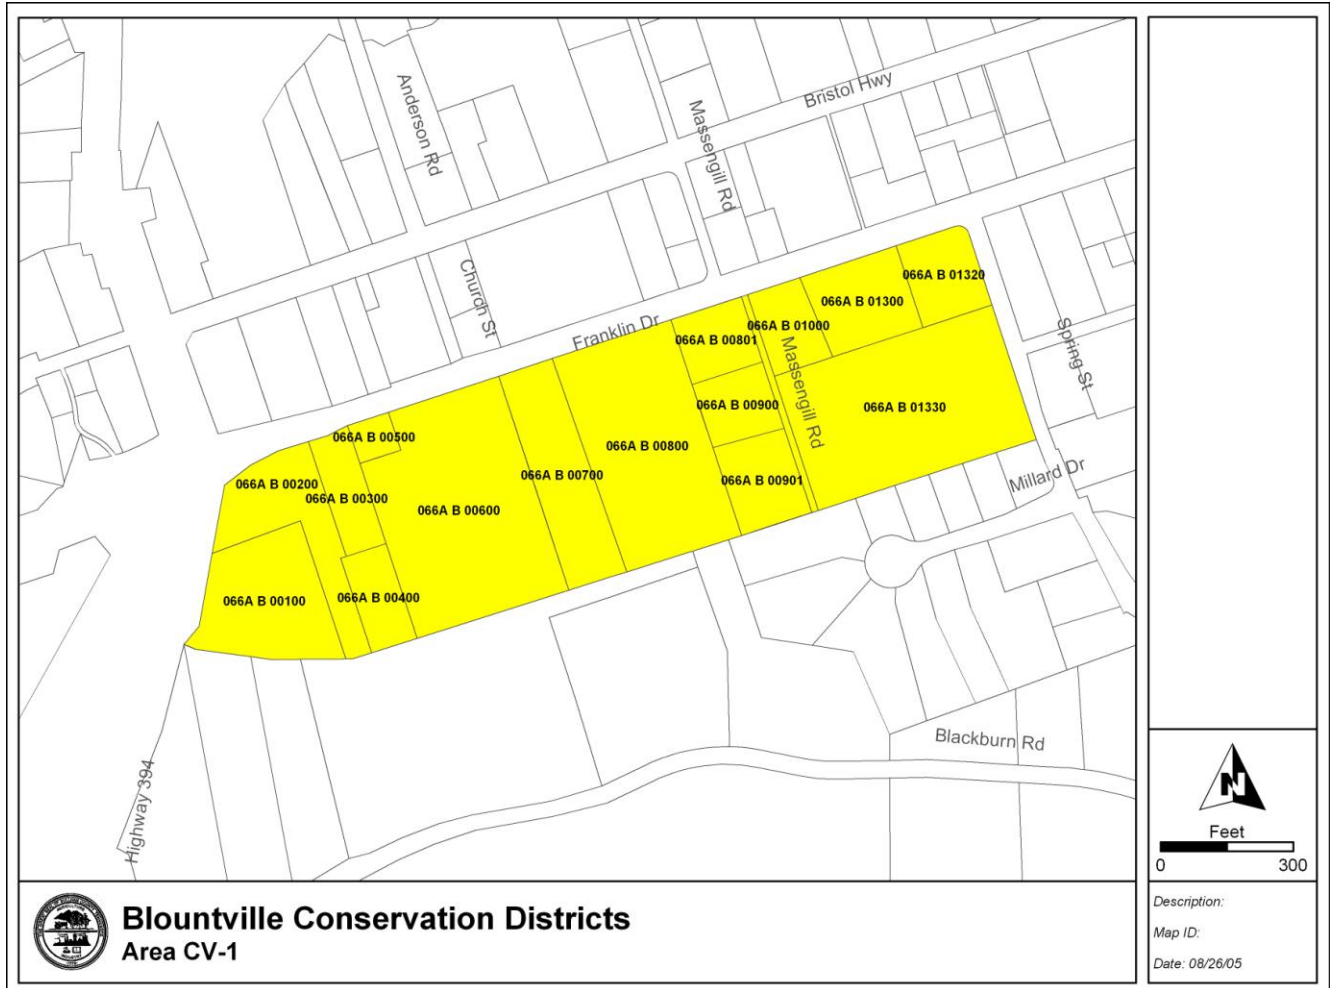 Anderson Rd
Massengill Rd
Bristol Hwy
Church St
Franklin Dr
Spring St
066A B 01320
066A B 01300
066A B 01000
066A B 00801
Massengill Rd
066A B 00900
066A B 01330
066A B 00500
066A B 00800
066A B 00200
066A B 00300
066A B 00700
066A B 00901
066A B 00600
Millard Dr
066A B 00100
066A B 00400
Blackburn Rd
Highway 394
N
Feet
0 300
Blountville Conservation Districts
Area CV-1
Description:
Map ID:
Date: 08/26/05